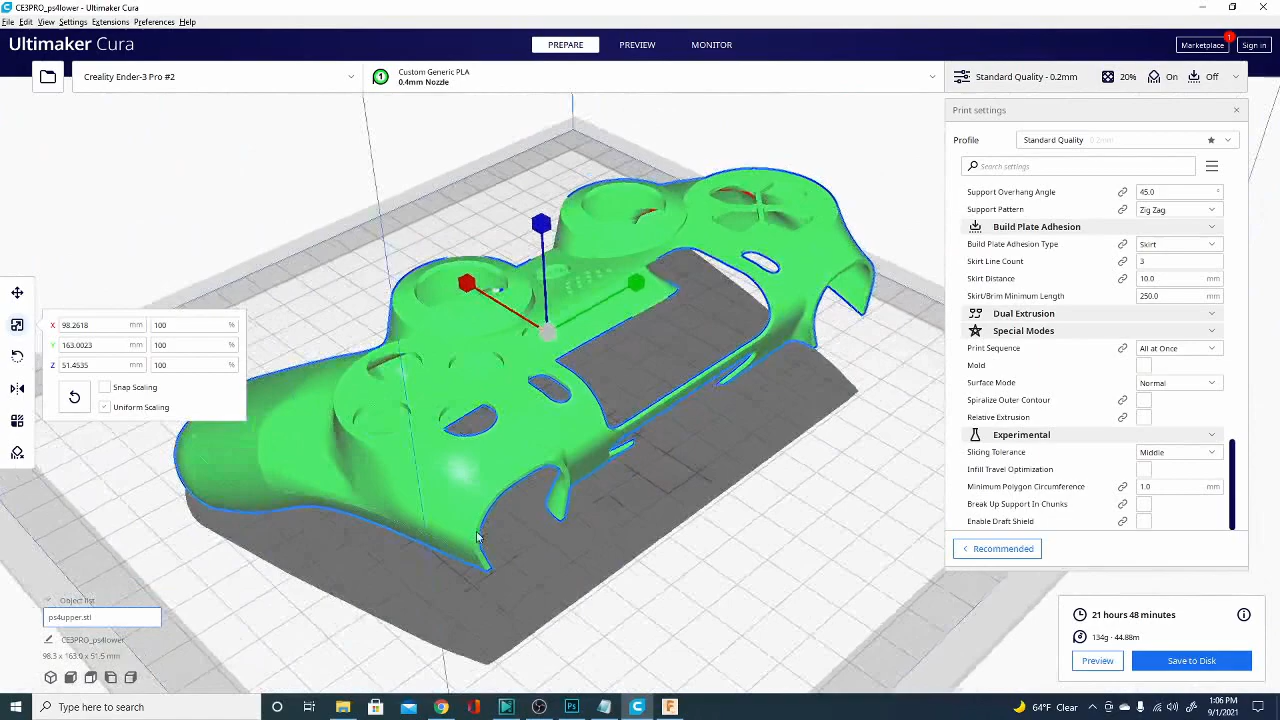 CE3PRO_ps4lower - Ultimaker Cura
File Edit View Settings Extensions Preferences Help
Ultimaker Cura
PREPARE
PREVIEW
MONITOR
Marketplace
1
Sign in
Creality Ender-3 Pro #2
1
Custom Generic PLA
0.4mm Nozzle
Standard Quality - 0.2mm
20%
On
Off
Print settings
Profile
Standard Quality 0.2mm
Search settings
Support Overhang Angle 45.0 °
Support Pattern Zig Zag
Build Plate Adhesion
Build Plate Adhesion Type Skirt
Skirt Line Count 3
Skirt Distance 10.0 mm
Skirt/Brim Minimum Length 250.0 mm
Dual Extrusion
Special Modes
Print Sequence All at Once
Mold
Surface Mode Normal
Spiralize Outer Contour
Relative Extrusion
Experimental
Slicing Tolerance Middle
Infill Travel Optimization
Minimum Polygon Circumference 1.0 mm
Break Up Support In Chunks
Enable Draft Shield
Recommended
X 98.2618 mm 100 %
Y 163.0023 mm 100 %
Z 51.4535 mm 100 %
Snap Scaling
Uniform Scaling
Object list
ps4upper.stl
CE3PRO_ps4lower
98.3 x 163.0 x 51.5 mm
21 hours 48 minutes
134g · 44.88m
Preview
Save to Disk
Type here to search
64°F Clear
1:06 PM
9/1/2021